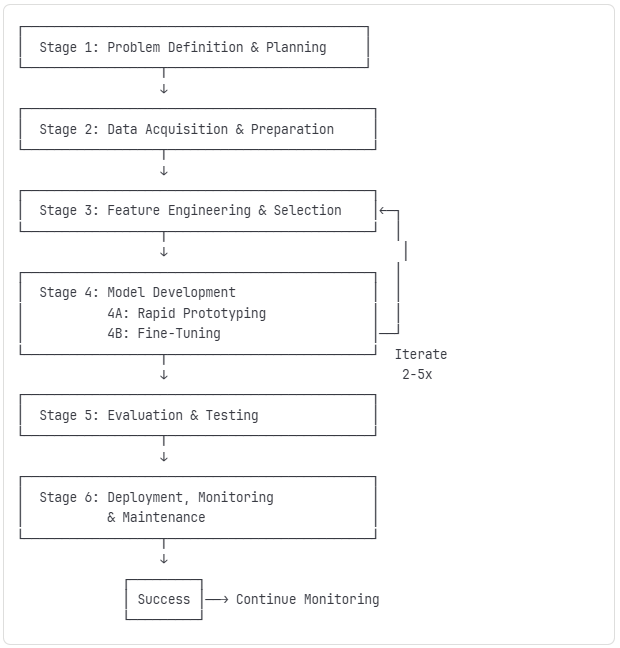 Stage 1: Problem Definition & Planning
Stage 2: Data Acquisition & Preparation
Stage 3: Feature Engineering & Selection
Stage 4: Model Development
4A: Rapid Prototyping
4B: Fine-Tuning
Iterate
2-5x
Stage 5: Evaluation & Testing
Stage 6: Deployment, Monitoring
& Maintenance
Success
Continue Monitoring